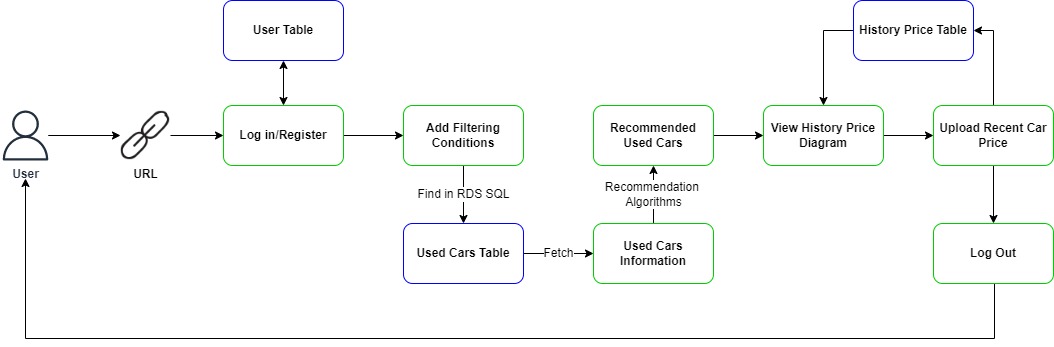 User Table
History Price Table
Log in/Register
Add Filtering
Conditions
Recommended
Used Cars
View History Price
Diagram
Upload Recent Car
Price
User
URL
Find in RDS SQL
Recommendation
Algorithms
Used Cars Table
Fetch
Used Cars
Information
Log Out